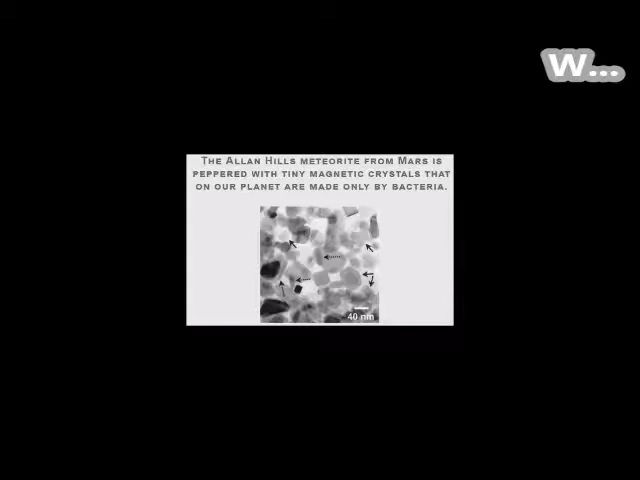 W...
THE ALLAN HILLS METEORITE FROM MARS IS
PEPPERED WITH TINY MAGNETIC CRYSTALS THAT
ON OUR PLANET ARE MADE ONLY BY BACTERIA.
40 nm